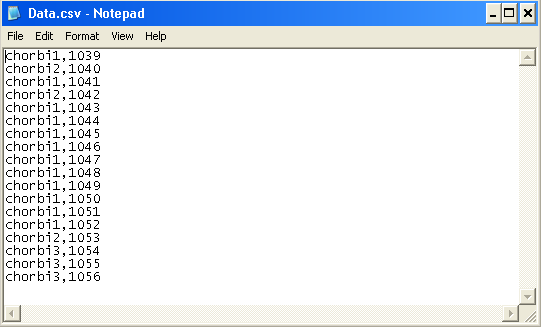 Data.csv - Notepad
File Edit Format View Help
chorbi1,1039
chorbi2,1040
chorbi1,1041
chorbi2,1042
chorbi1,1043
chorbi1,1044
chorbi1,1045
chorbi1,1046
chorbi1,1047
chorbi1,1048
chorbi1,1049
chorbi1,1050
chorbi1,1051
chorbi1,1052
chorbi2,1053
chorbi3,1054
chorbi3,1055
chorbi3,1056